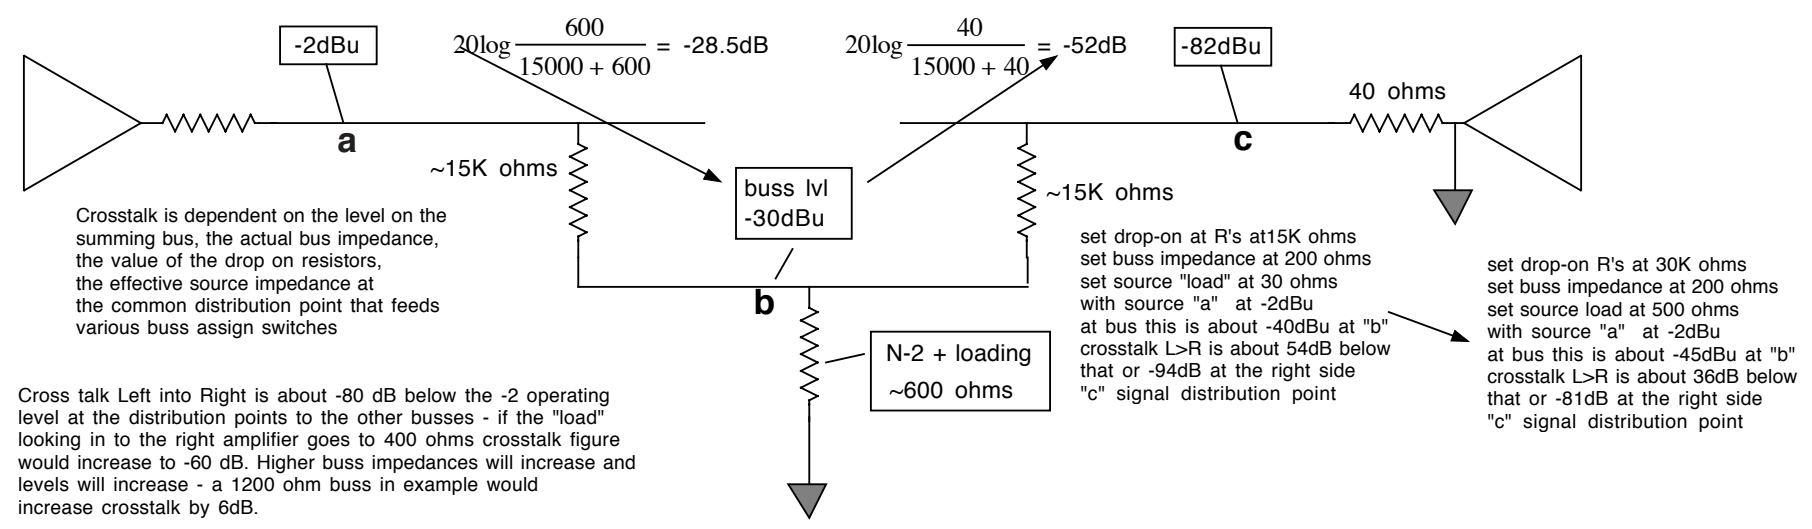 -2dBu
20log 600 / 15000 + 600 = -28.5dB
20log 40 / 15000 + 40 = -52dB
-82dBu
40 ohms
a
c
~15K ohms
buss lvl
-30dBu
~15K ohms
Crosstalk is dependent on the level on the
summing bus, the actual bus impedance,
the value of the drop on resistors,
the effective source impedance at
the common distribution point that feeds
various buss assign switches
b
N-2 + loading
~600 ohms
set drop-on at R's at15K ohms
set buss impedance at 200 ohms
set source "load" at 30 ohms
with source "a" at -2dBu
at bus this is about -40dBu at "b"
crosstalk L>R is about 54dB below
that or -94dB at the right side
"c" signal distribution point
set drop-on R's at 30K ohms
set buss impedance at 200 ohms
set source load at 500 ohms
with source "a" at -2dBu
at bus this is about -45dBu at "b"
crosstalk L>R is about 36dB below
that or -81dB at the right side
"c" signal distribution point
Cross talk Left into Right is about -80 dB below the -2 operating
level at the distribution points to the other busses - if the "load"
looking in to the right amplifier goes to 400 ohms crosstalk figure
would increase to -60 dB. Higher buss impedances will increase and
levels will increase - a 1200 ohm buss in example would
increase crosstalk by 6dB.